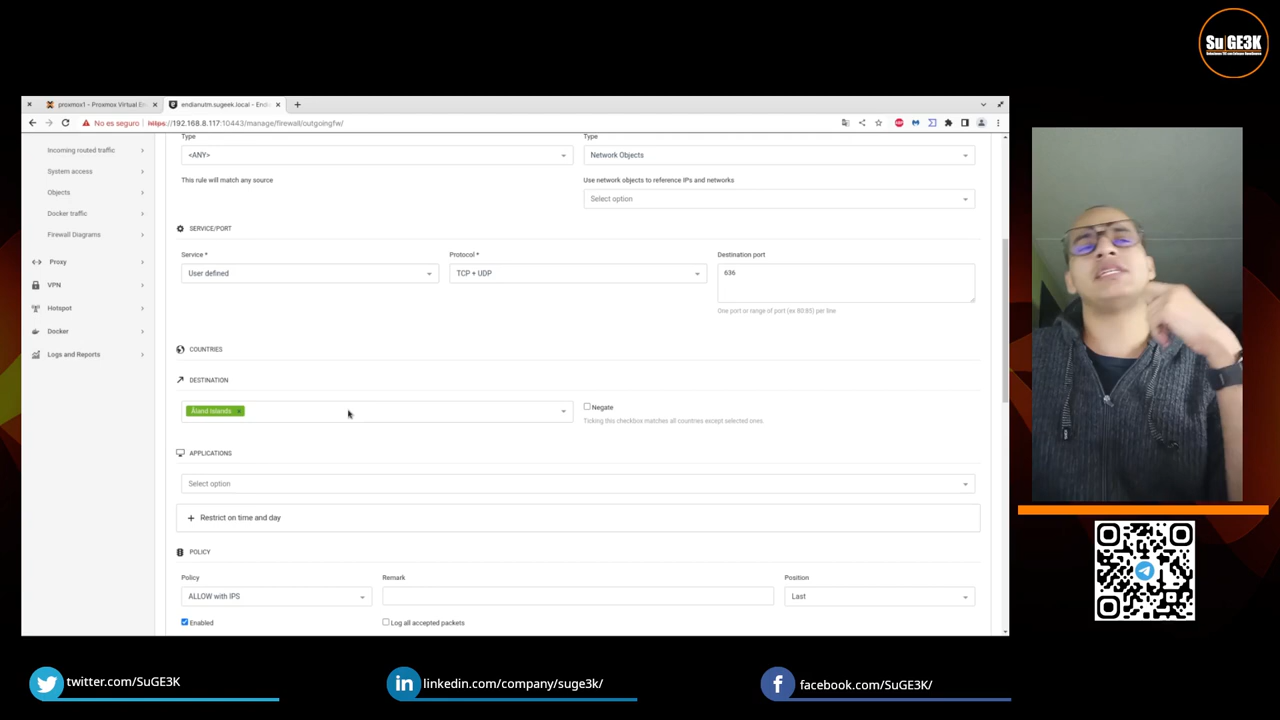 Su GE3K
proxmox1 - Proxmox Virtual En
endianutm.sugeek.local - Endi
No es seguro
https://192.168.8.117:10443/manage/firewall/outgoingfw/
Incoming routed traffic
System access
Objects
Docker traffic
Firewall Diagrams
Proxy
VPN
Hotspot
Docker
Logs and Reports
Type
Type
<ANY>
Network Objects
This rule will match any source
Use network objects to reference IPs and networks
Select option
SERVICE/PORT
Service *
Protocol *
Destination port
User defined
TCP + UDP
636
One port or range of port (ex 80:85) per line
COUNTRIES
DESTINATION
Åland Islands ×
Negate
Ticking this checkbox matches all countries except selected ones
APPLICATIONS
Select option
+ Restrict on time and day
POLICY
Policy
Remark
Position
ALLOW with IPS
Last
Enabled
Log all accepted packets
twitter.com/SuGE3K
linkedin.com/company/suge3k/
facebook.com/SuGE3K/